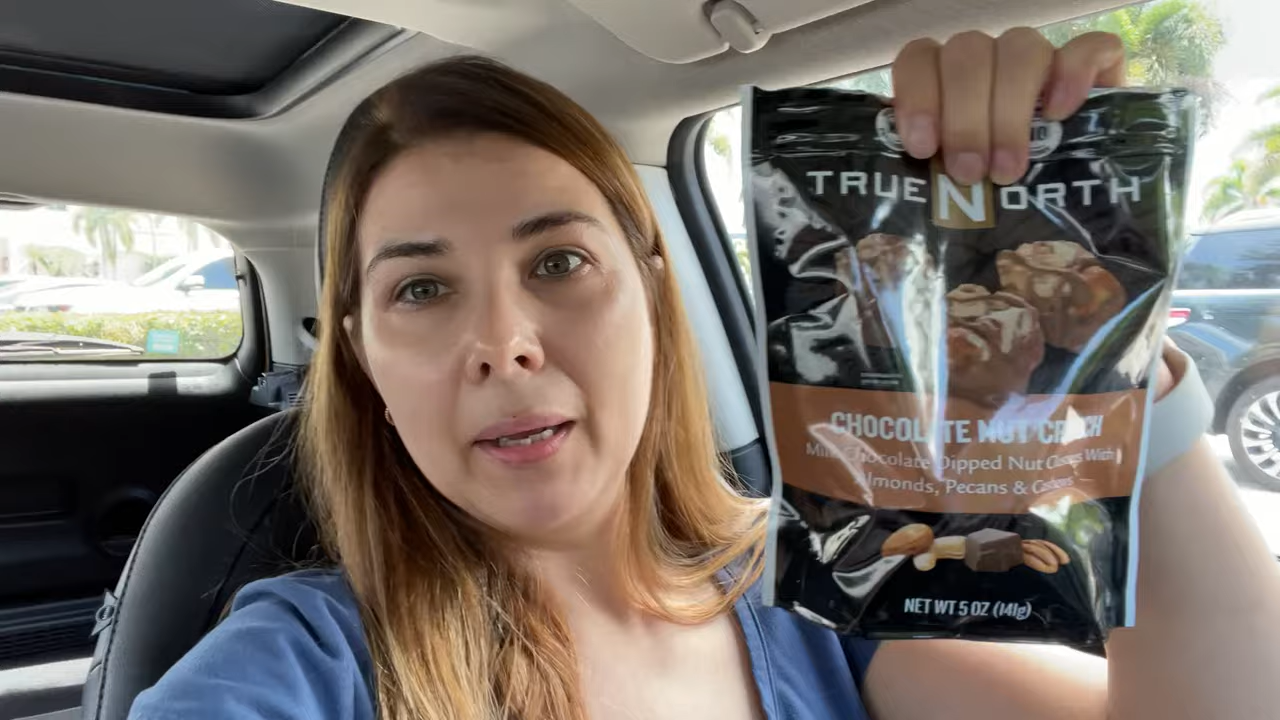 TRUE NORTH
CHOCOLATE NUT CRUNCH
Milk Chocolate Dipped Nut Clusters With
Almonds, Pecans & Cashews
NET WT 5 OZ (141g)